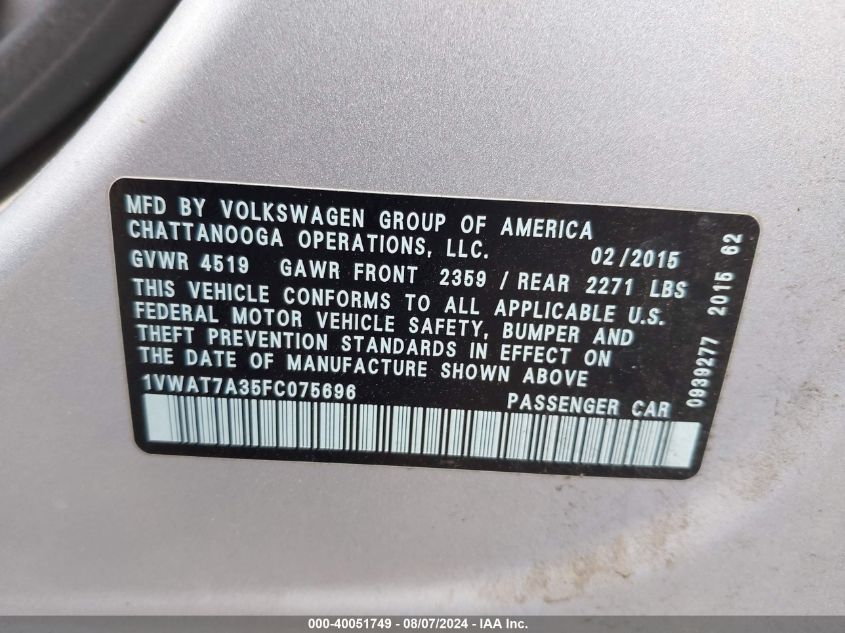 MFD BY VOLKSWAGEN GROUP OF AMERICA
CHATTANOOGA OPERATIONS, LLC. 02/2015
GVWR 4519 GAWR FRONT 2359 / REAR 2271 LBS
THIS VEHICLE CONFORMS TO ALL APPLICABLE U.S.
FEDERAL MOTOR VEHICLE SAFETY, BUMPER AND
THEFT PREVENTION STANDARDS IN EFFECT ON
THE DATE OF MANUFACTURE SHOWN ABOVE
1VWAT7A35FC075696 PASSENGER CAR
0939277 2015 62
000-40051749 - 08/07/2024 - IAA Inc.